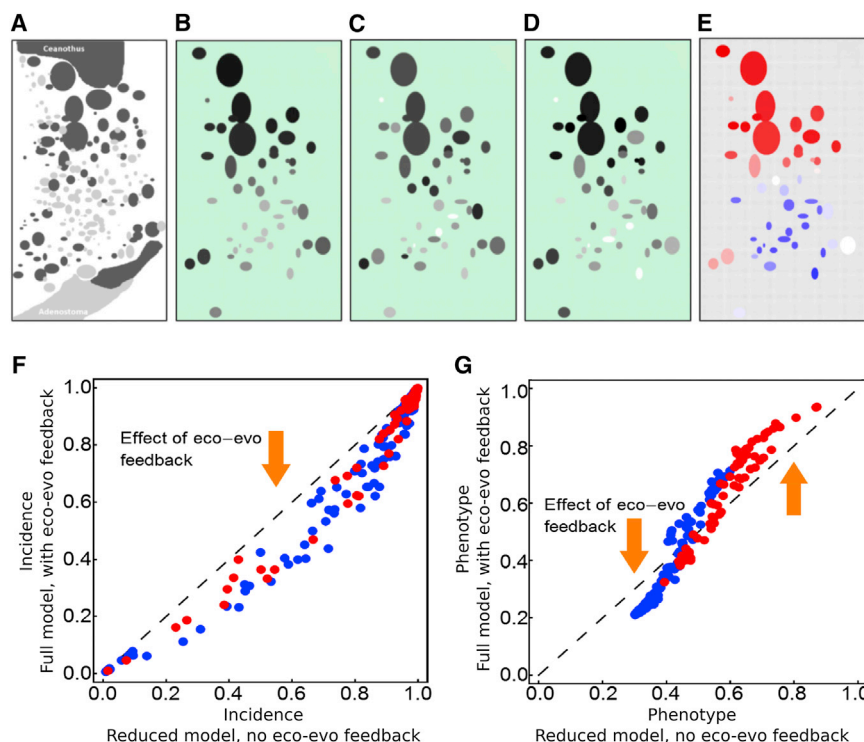 A
B
C
D
E
Ceanothus
Adenostoma
F
Incidence
Full model, with eco-evo feedback
1.0
0.8
0.6
0.4
0.2
0.0
Effect of eco–evo
feedback
0.0 0.2 0.4 0.6 0.8 1.0
Incidence
Reduced model, no eco-evo feedback
G
Phenotype
Full model, with eco-evo feedback
1.0
0.8
0.6
0.4
0.2
0.0
Effect of eco–evo
feedback
0.0 0.2 0.4 0.6 0.8 1.0
Phenotype
Reduced model, no eco-evo feedback